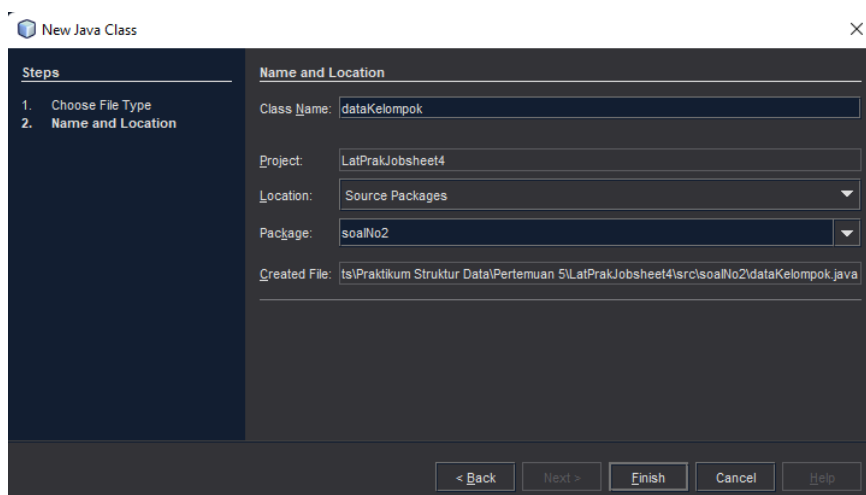 New Java Class
Steps
1. Choose File Type
2. Name and Location
Name and Location
Class Name: dataKelompok
Project: LatPrakJobsheet4
Location: Source Packages
Package: soalNo2
Created File: ts\Praktikum Struktur Data\Pertemuan 5\LatPrakJobsheet4\src\soalNo2\dataKelompok.java
< Back Next > Finish Cancel Help